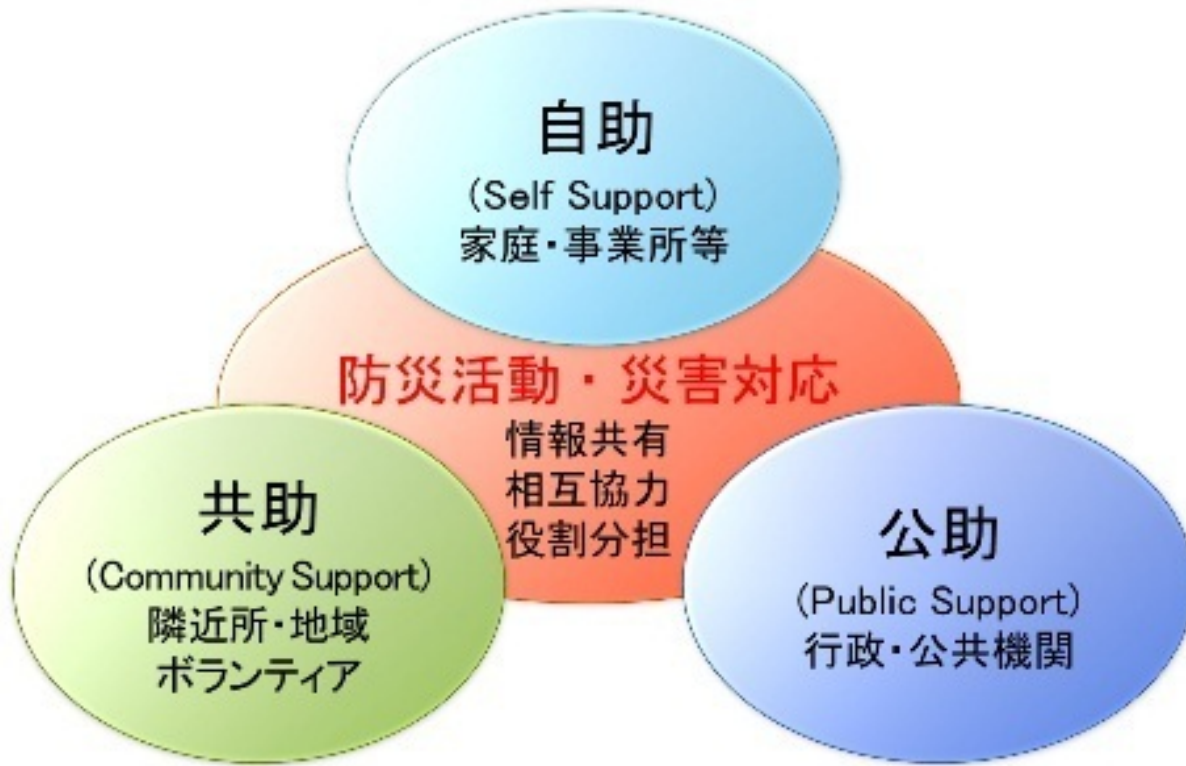 自助
(Self Support)
家庭・事業所等
防災活動・災害対応
情報共有
相互協力
役割分担
共助
(Community Support)
隣近所・地域
ボランティア
公助
(Public Support)
行政・公共機関